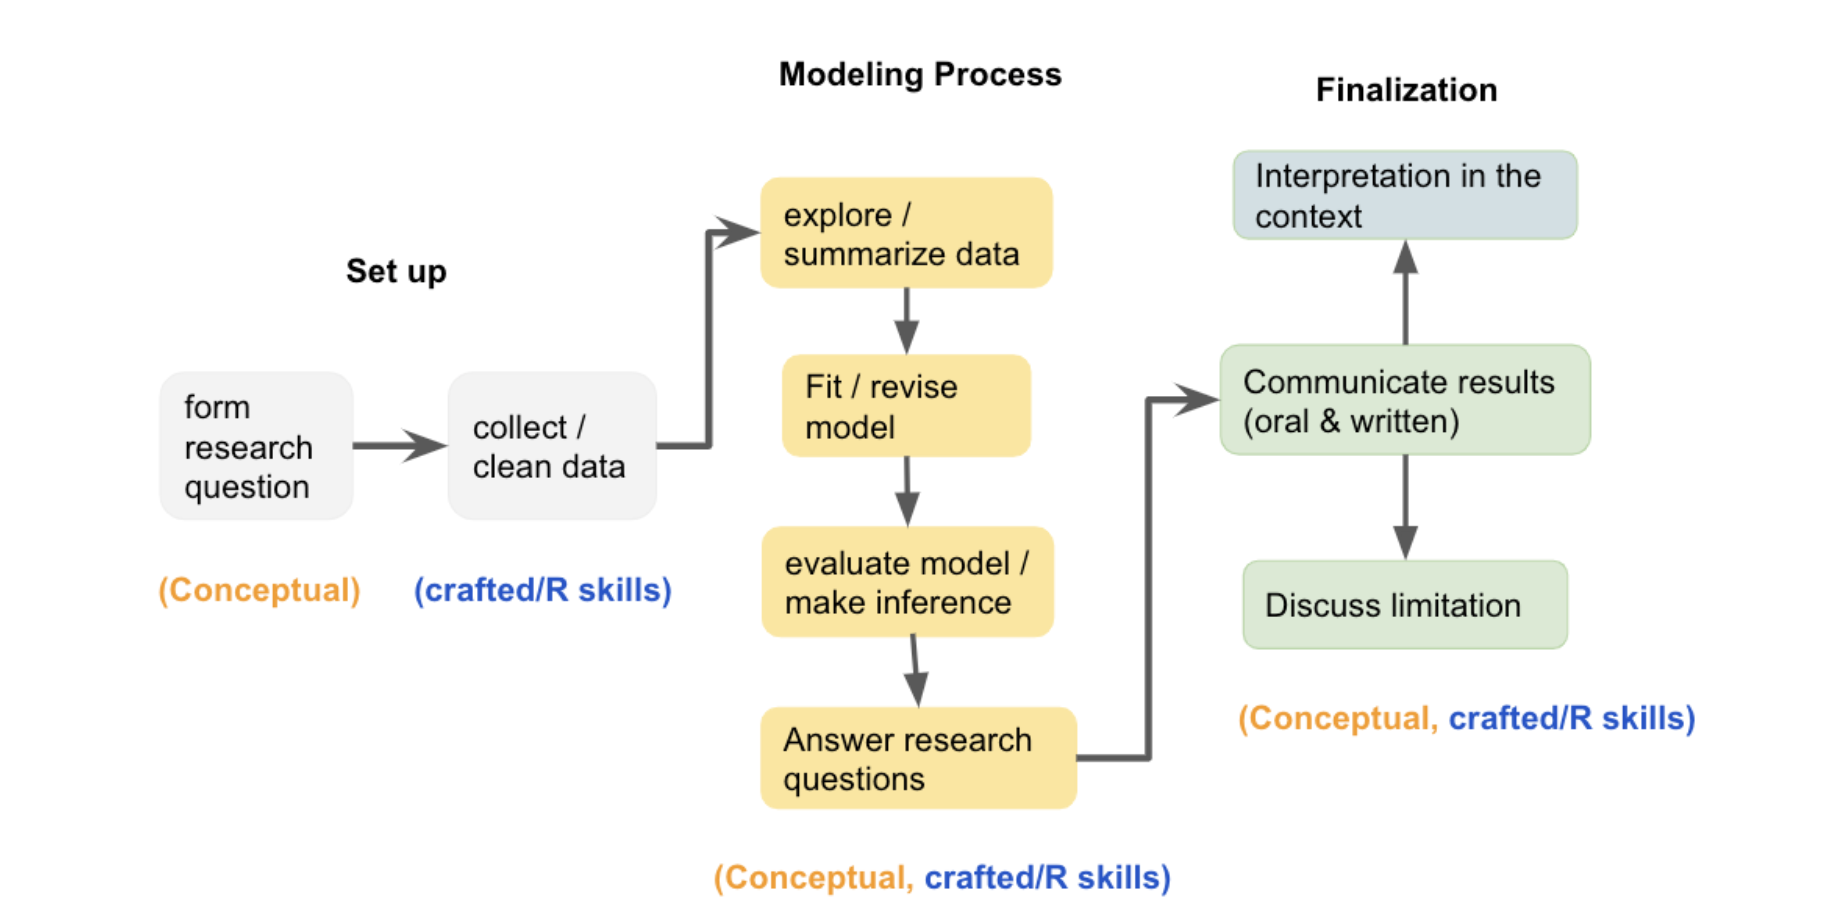 Set up
form
research
question
collect /
clean data
(Conceptual)
(crafted/R skills)
Modeling Process
explore /
summarize data
Fit / revise
model
evaluate model /
make inference
Answer research
questions
(Conceptual, crafted/R skills)
Finalization
Interpretation in the
context
Communicate results
(oral & written)
Discuss limitation
(Conceptual, crafted/R skills)